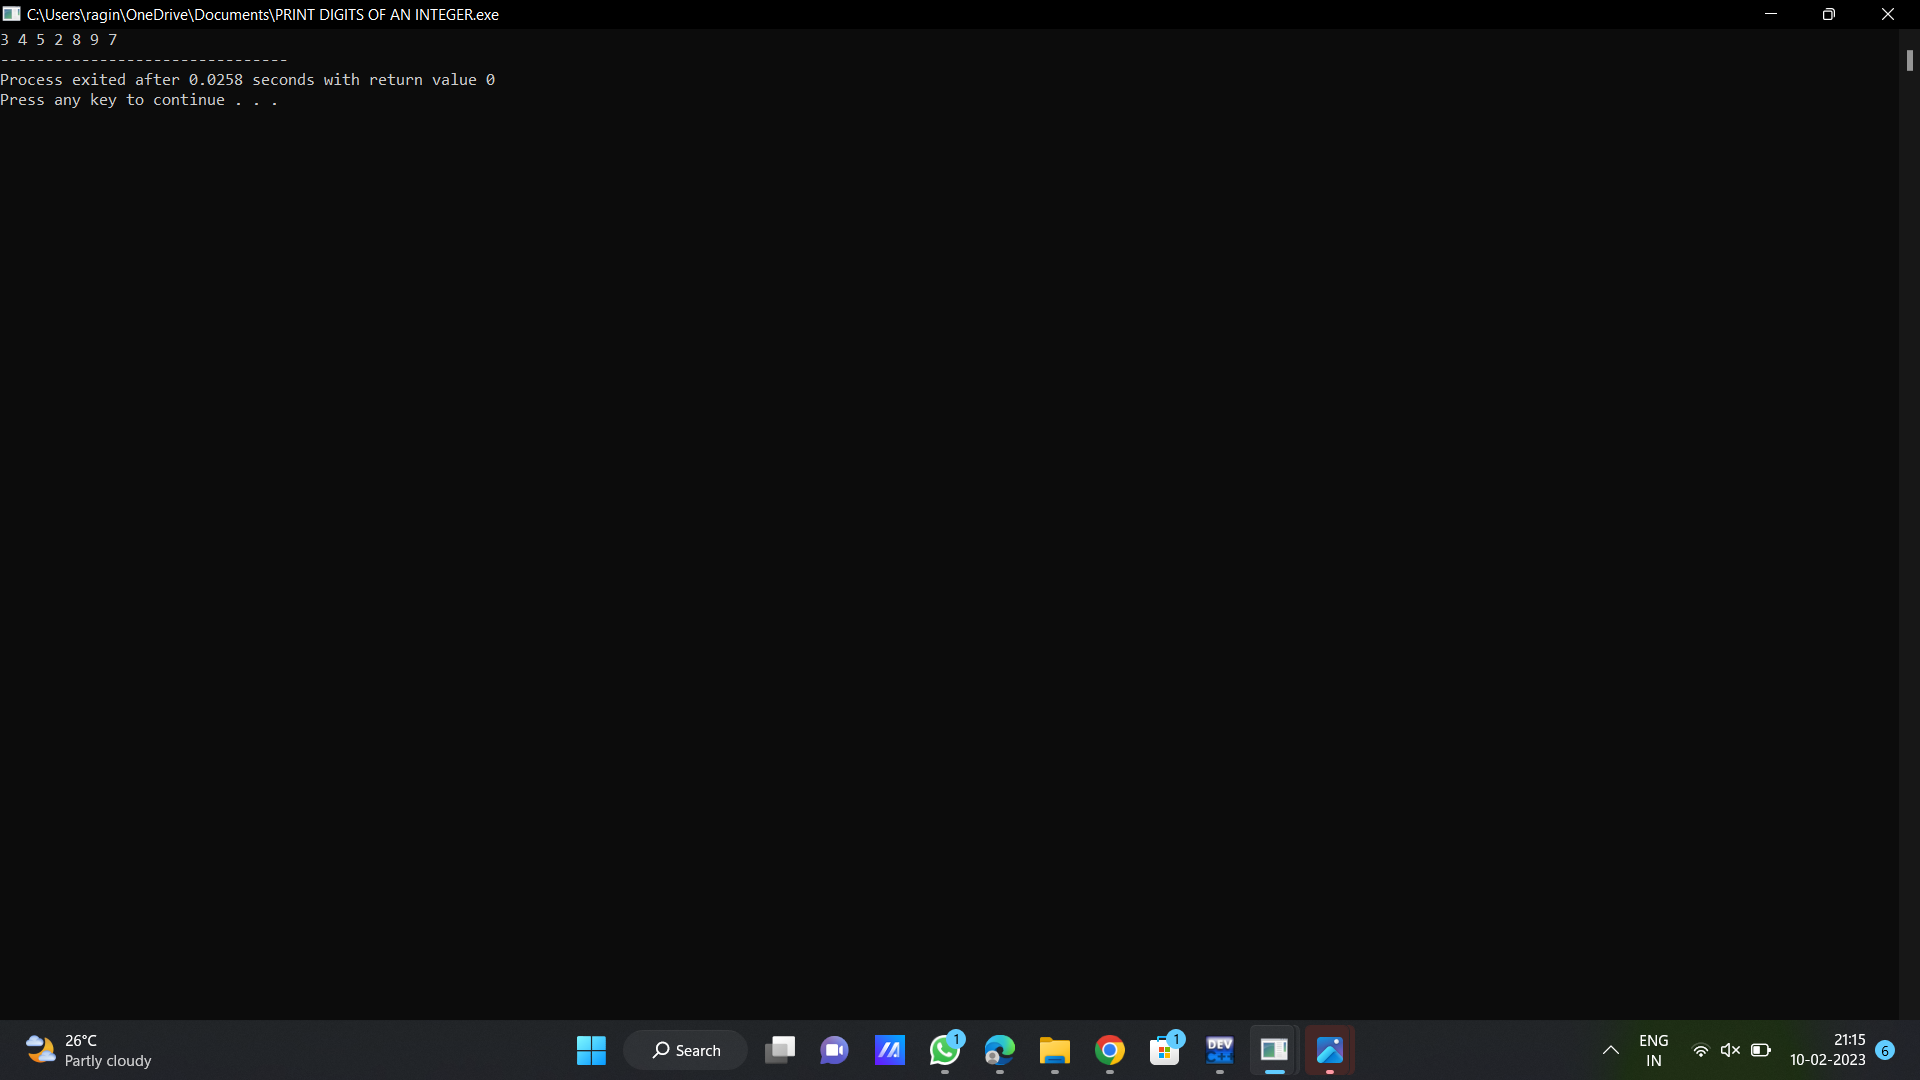 C:\Users\ragin\OneDrive\Documents\PRINT DIGITS OF AN INTEGER.exe
3 4 5 2 8 9 7
--------------------------------
Process exited after 0.0258 seconds with return value 0
Press any key to continue . . .
26°C
Partly cloudy
Search
1
1
DEV
C++
ENG
IN
21:15
10-02-2023
6